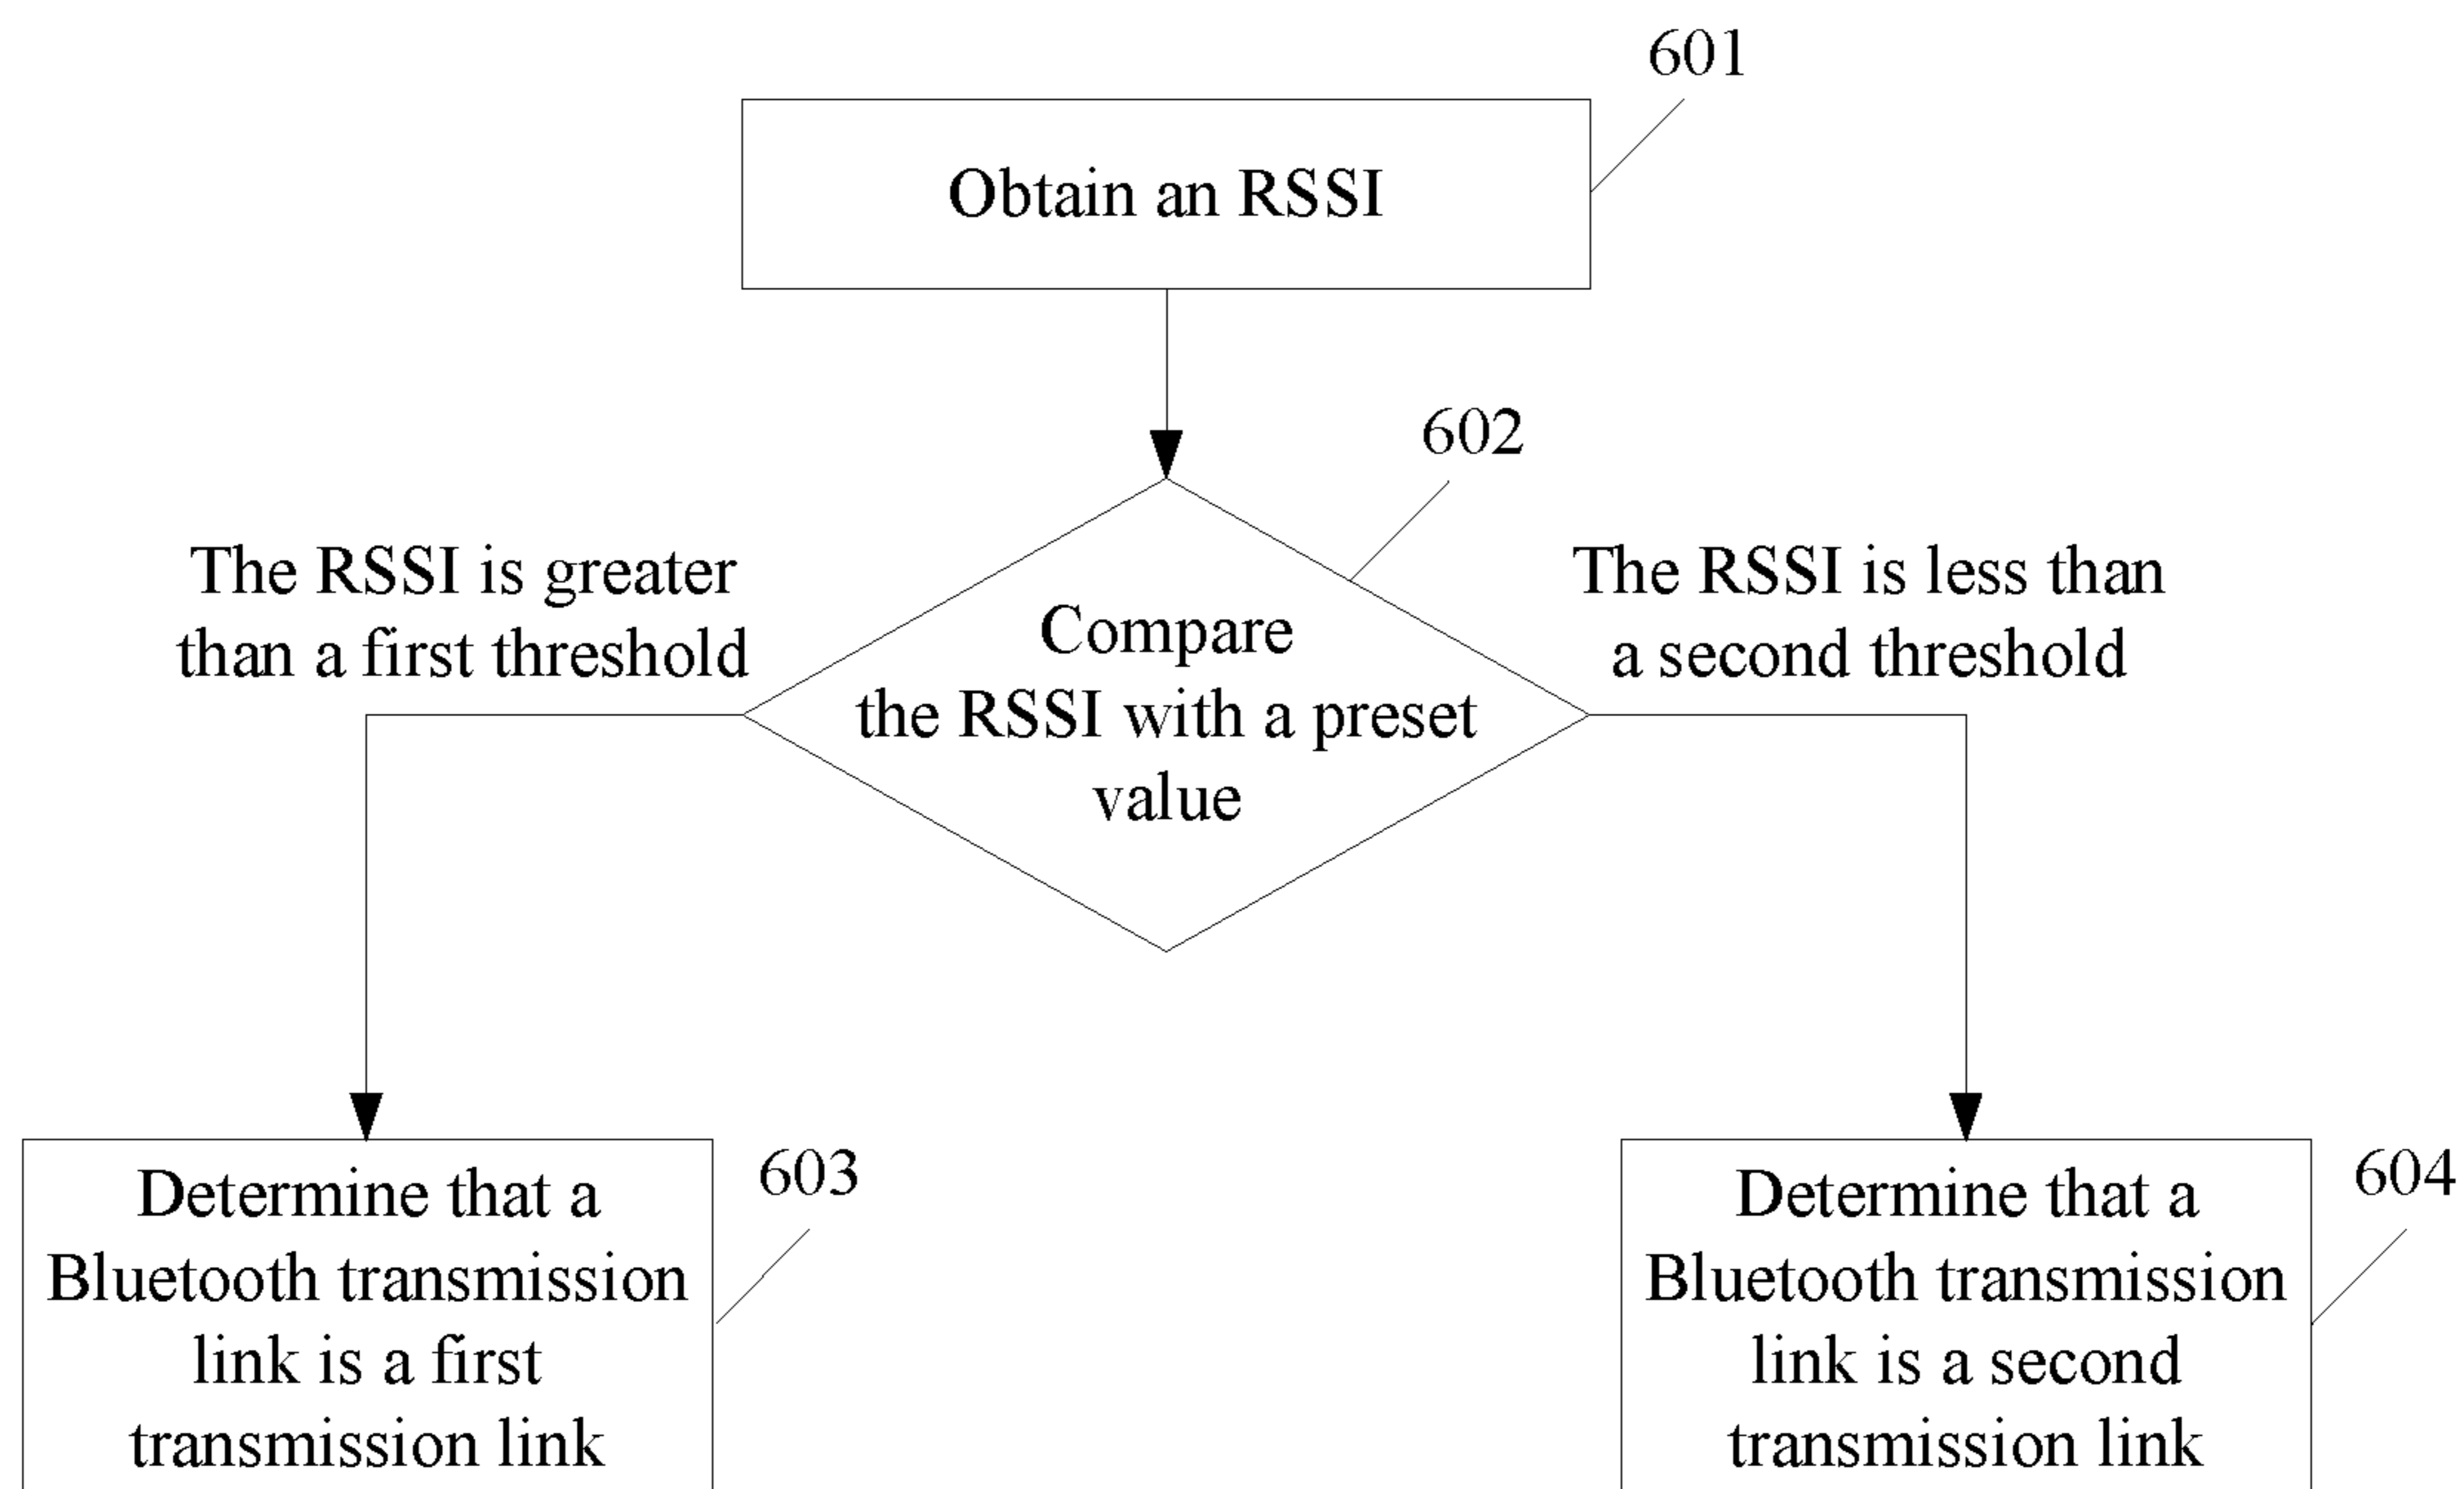 601
Obtain an RSSI
602
The RSSI is greater
than a first threshold
Compare
the RSSI with a preset
value
The RSSI is less than
a second threshold
Determine that a
Bluetooth transmission
link is a first
transmission link
603
Determine that a
Bluetooth transmission
link is a second
transmission link
604